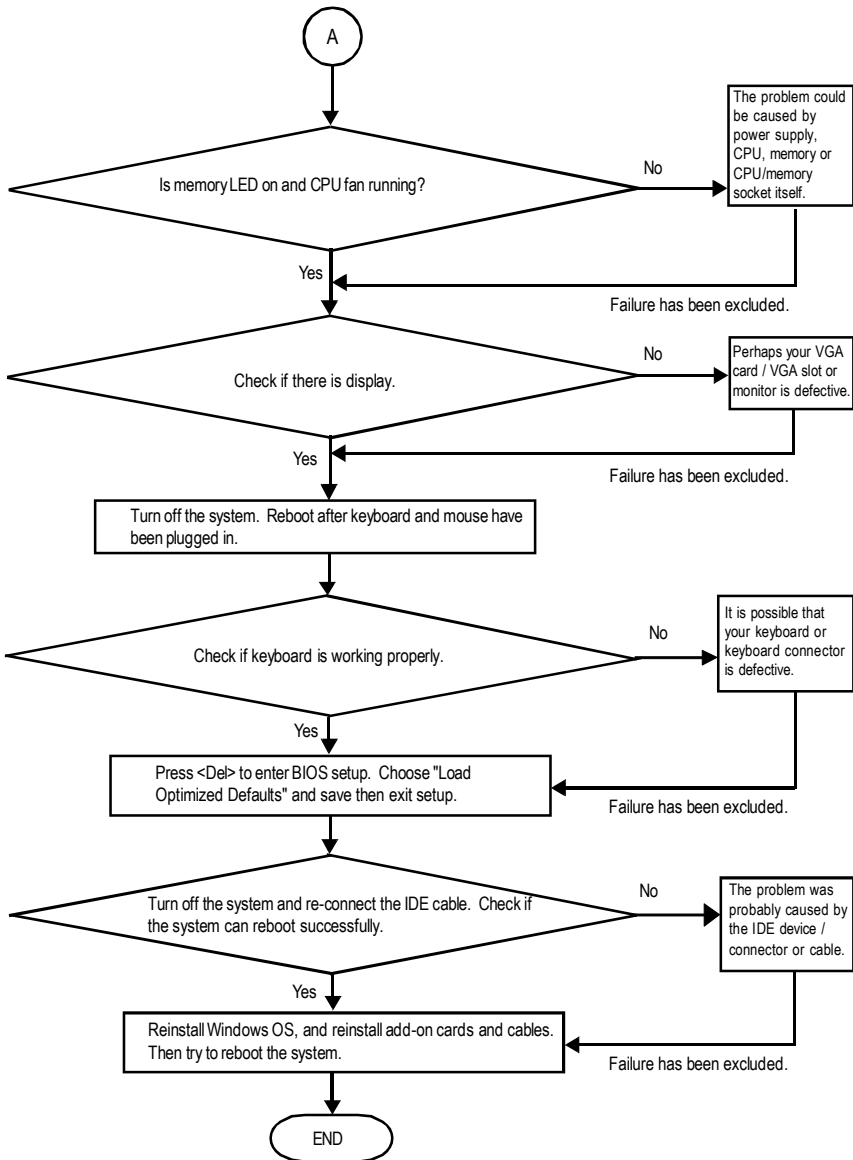 A
The problem could
be caused by
power supply,
CPU, memory or
CPU/memory
socket itself.
Is memory LED on and CPU fan running?
No
Yes
Failure has been excluded.
Check if there is display.
No
Perhaps your VGA
card / VGA slot or
monitor is defective.
Yes
Failure has been excluded.
Turn off the system. Reboot after keyboard and mouse have
been plugged in.
Check if keyboard is working properly.
No
It is possible that
your keyboard or
keyboard connector
is defective.
Yes
Press <Del> to enter BIOS setup. Choose "Load
Optimized Defaults" and save then exit setup.
Failure has been excluded.
Turn off the system and re-connect the IDE cable. Check if
the system can reboot successfully.
No
The problem was
probably caused by
the IDE device /
connector or cable.
Yes
Reinstall Windows OS, and reinstall add-on cards and cables.
Then try to reboot the system.
Failure has been excluded.
END